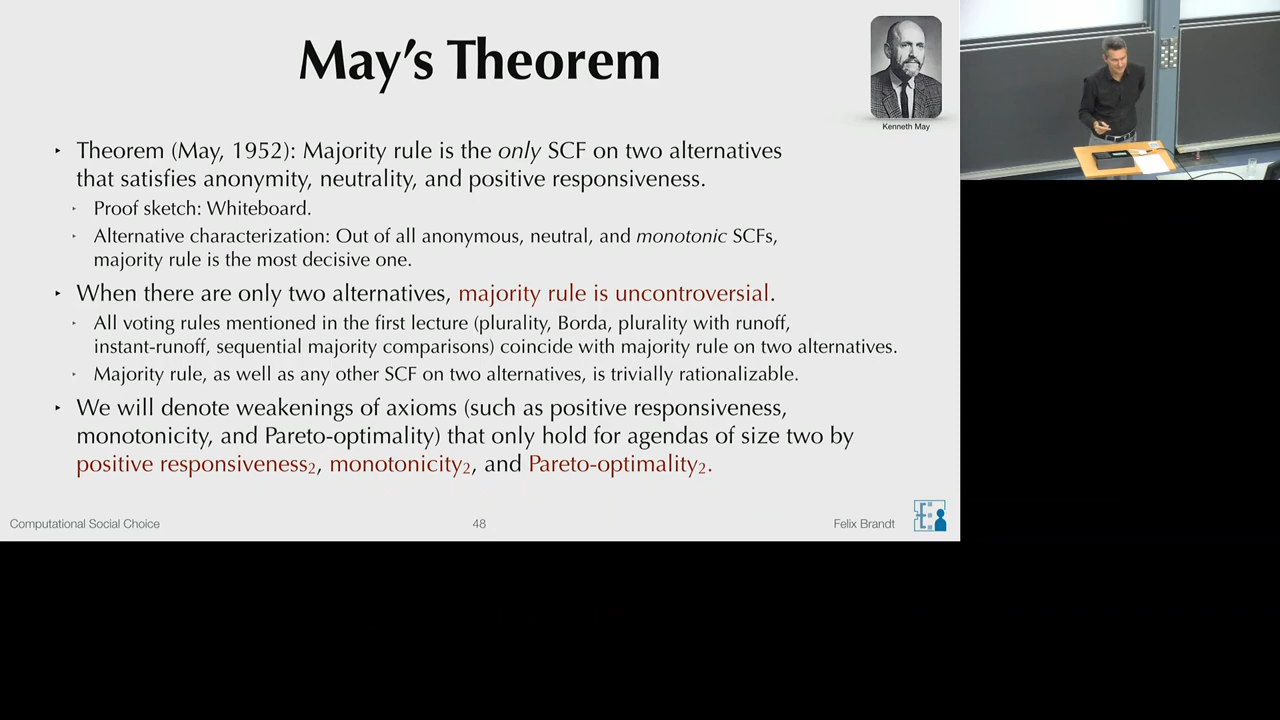 May's Theorem
Kenneth May
‣ Theorem (May, 1952): Majority rule is the only SCF on two alternatives
that satisfies anonymity, neutrality, and positive responsiveness.
‣ Proof sketch: Whiteboard.
‣ Alternative characterization: Out of all anonymous, neutral, and monotonic SCFs,
majority rule is the most decisive one.
‣ When there are only two alternatives, majority rule is uncontroversial.
‣ All voting rules mentioned in the first lecture (plurality, Borda, plurality with runoff,
instant-runoff, sequential majority comparisons) coincide with majority rule on two alternatives.
‣ Majority rule, as well as any other SCF on two alternatives, is trivially rationalizable.
‣ We will denote weakenings of axioms (such as positive responsiveness,
monotonicity, and Pareto-optimality) that only hold for agendas of size two by
positive responsiveness₂, monotonicity₂, and Pareto-optimality₂.
Computational Social Choice
48
Felix Brandt